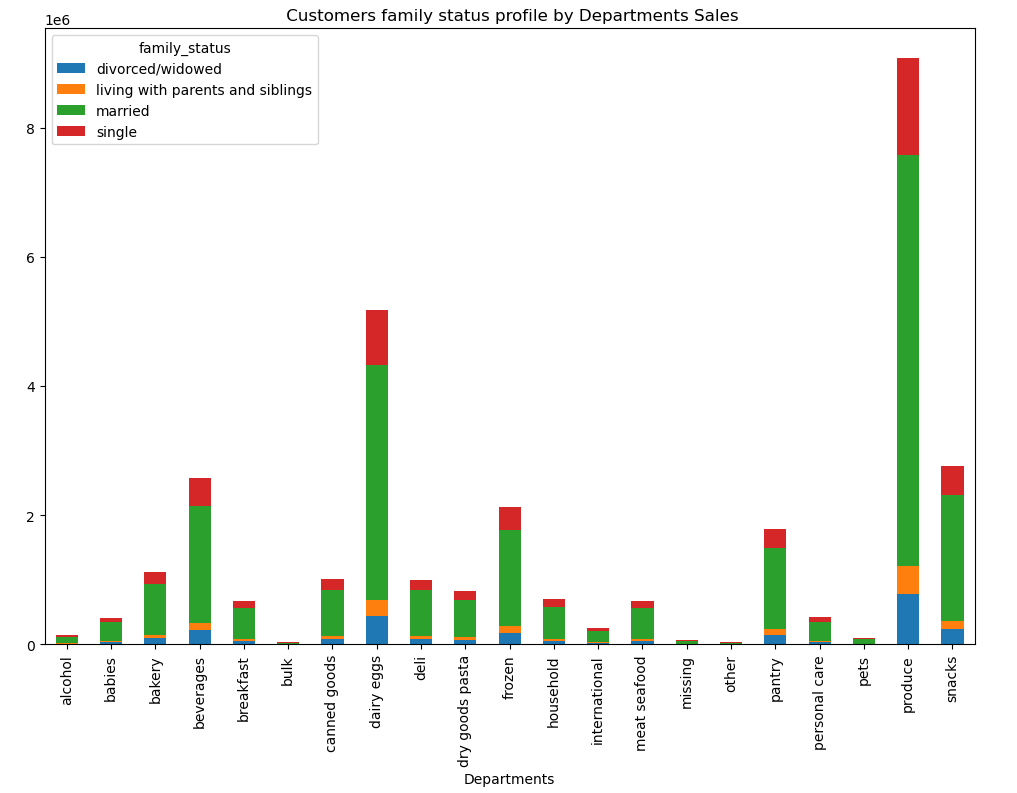 Customers family status profile by Departments Sales
1e6
family_status
divorced/widowed
living with parents and siblings
married
single
8
6
4
2
0
alcohol
babies
bakery
beverages
breakfast
bulk
canned goods
dairy eggs
deli
dry goods pasta
frozen
household
international
meat seafood
missing
other
pantry
personal care
pets
produce
snacks
Departments